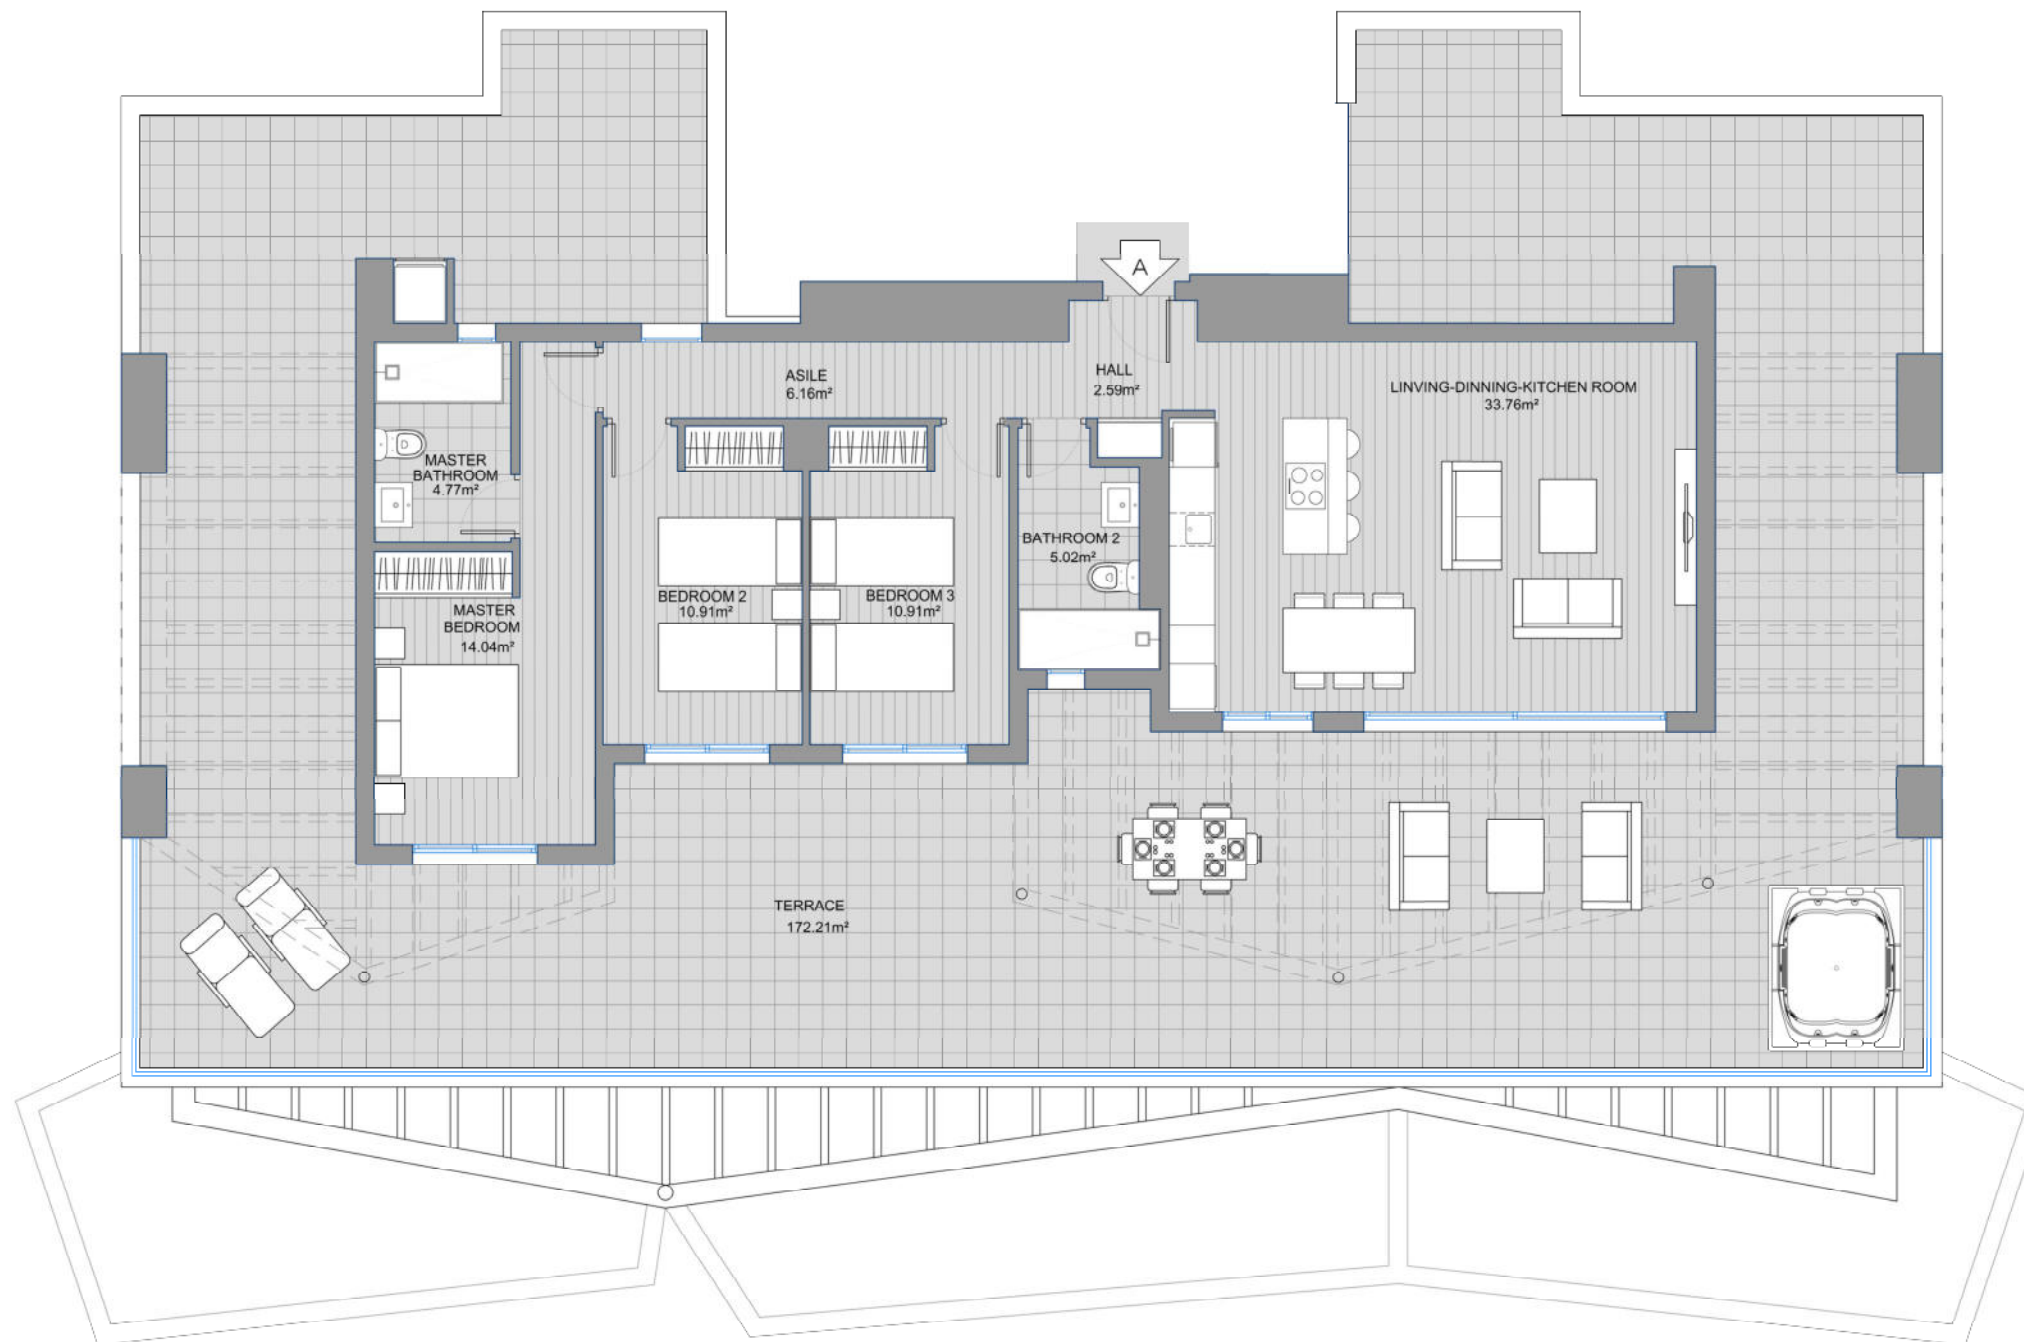 A
ASILE
6.16m²
HALL
2.59m²
LINVING-DINNING-KITCHEN ROOM
33.76m²
MASTER
BATHROOM
4.77m²
BATHROOM 2
5.02m²
BEDROOM 2
10.91m²
BEDROOM 3
10.91m²
MASTER
BEDROOM
14.04m²
TERRACE
172.21m²